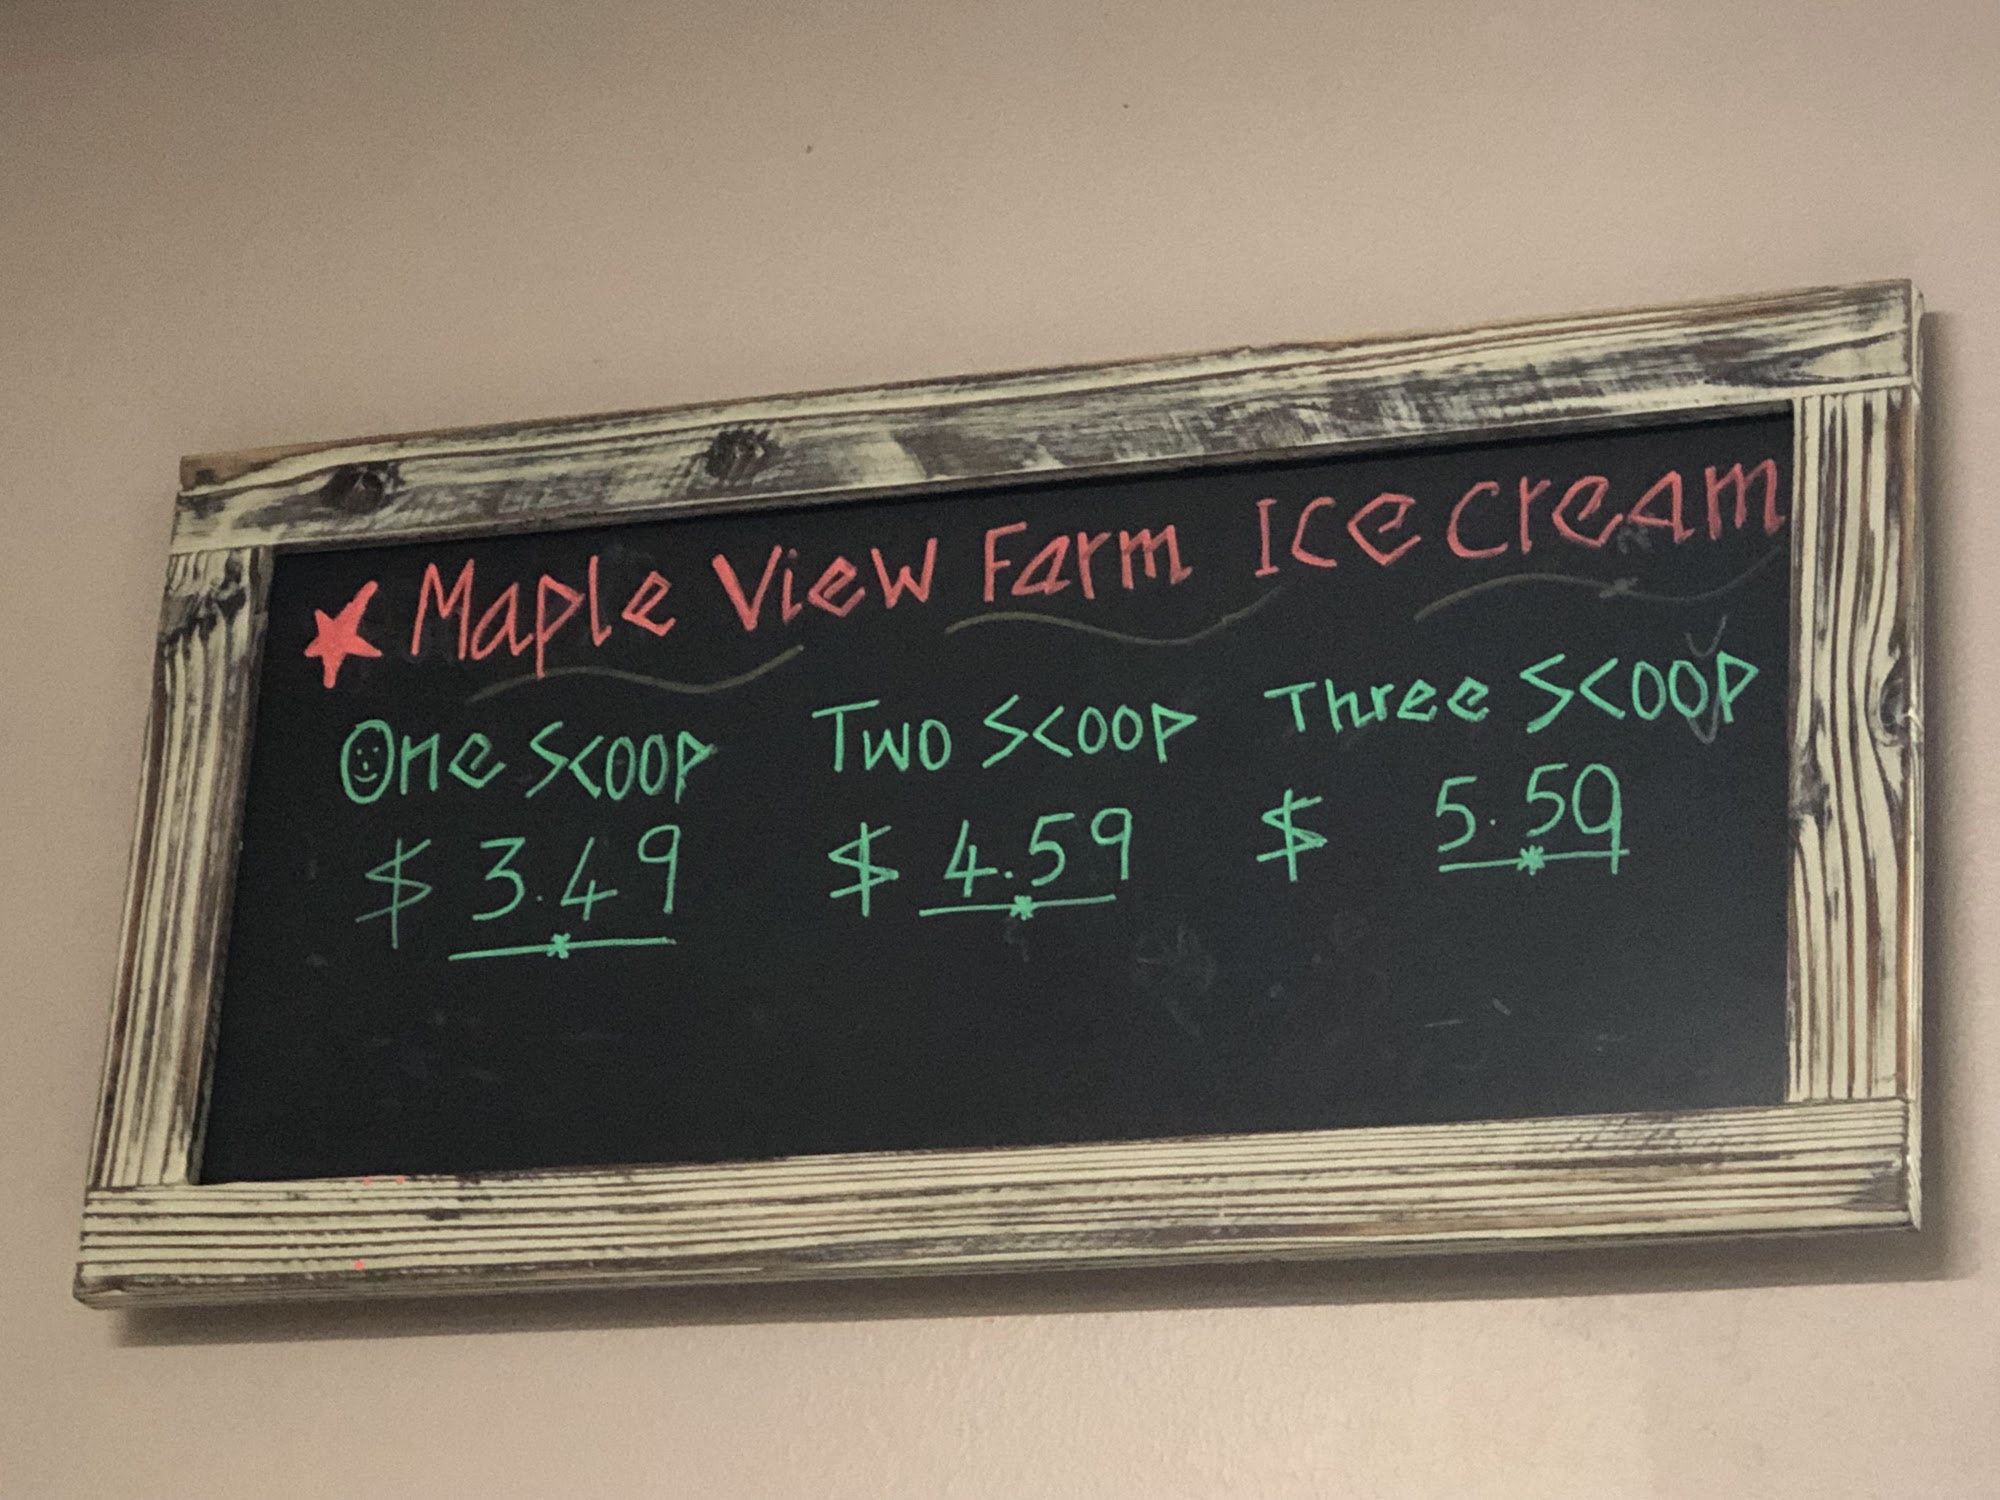 Maple View Farm Ice Cream
One Scoop Two Scoop Three Scoop
$ 3.49 $ 4.59 $ 5.59